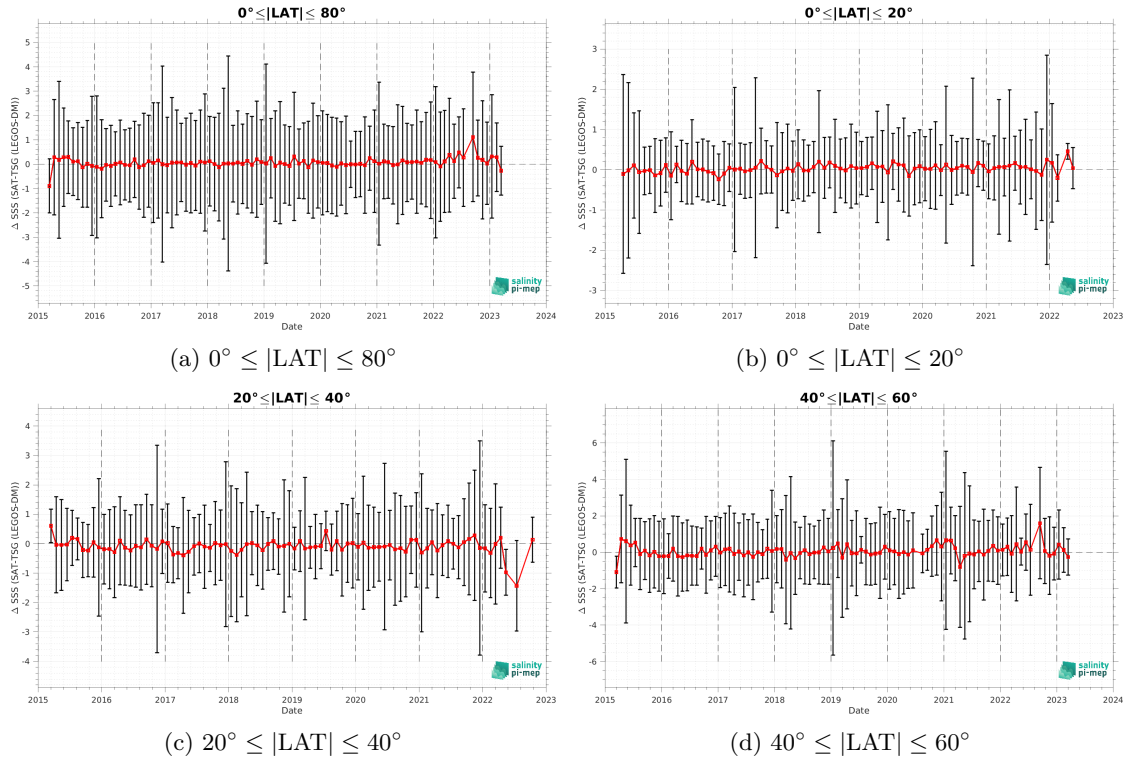 0°≤|LAT|≤ 80°
Δ SSS (SAT-TSG (LEGOS-DM))
5
4
3
2
1
0
-1
-2
-3
-4
-5
2015 2016 2017 2018 2019 2020 2021 2022 2023 2024
Date
salinity
pi-mep
(a) 0° ≤ |LAT| ≤ 80°
0°≤|LAT|≤ 20°
Δ SSS (SAT-TSG (LEGOS-DM))
3
2
1
0
-1
-2
-3
2015 2016 2017 2018 2019 2020 2021 2022 2023
Date
salinity
pi-mep
(b) 0° ≤ |LAT| ≤ 20°
20°≤|LAT|≤ 40°
Δ SSS (SAT-TSG (LEGOS-DM))
4
3
2
1
0
-1
-2
-3
-4
2015 2016 2017 2018 2019 2020 2021 2022 2023
Date
salinity
pi-mep
(c) 20° ≤ |LAT| ≤ 40°
40°≤|LAT|≤ 60°
Δ SSS (SAT-TSG (LEGOS-DM))
6
4
2
0
-2
-4
-6
2015 2016 2017 2018 2019 2020 2021 2022 2023 2024
Date
salinity
pi-mep
(d) 40° ≤ |LAT| ≤ 60°